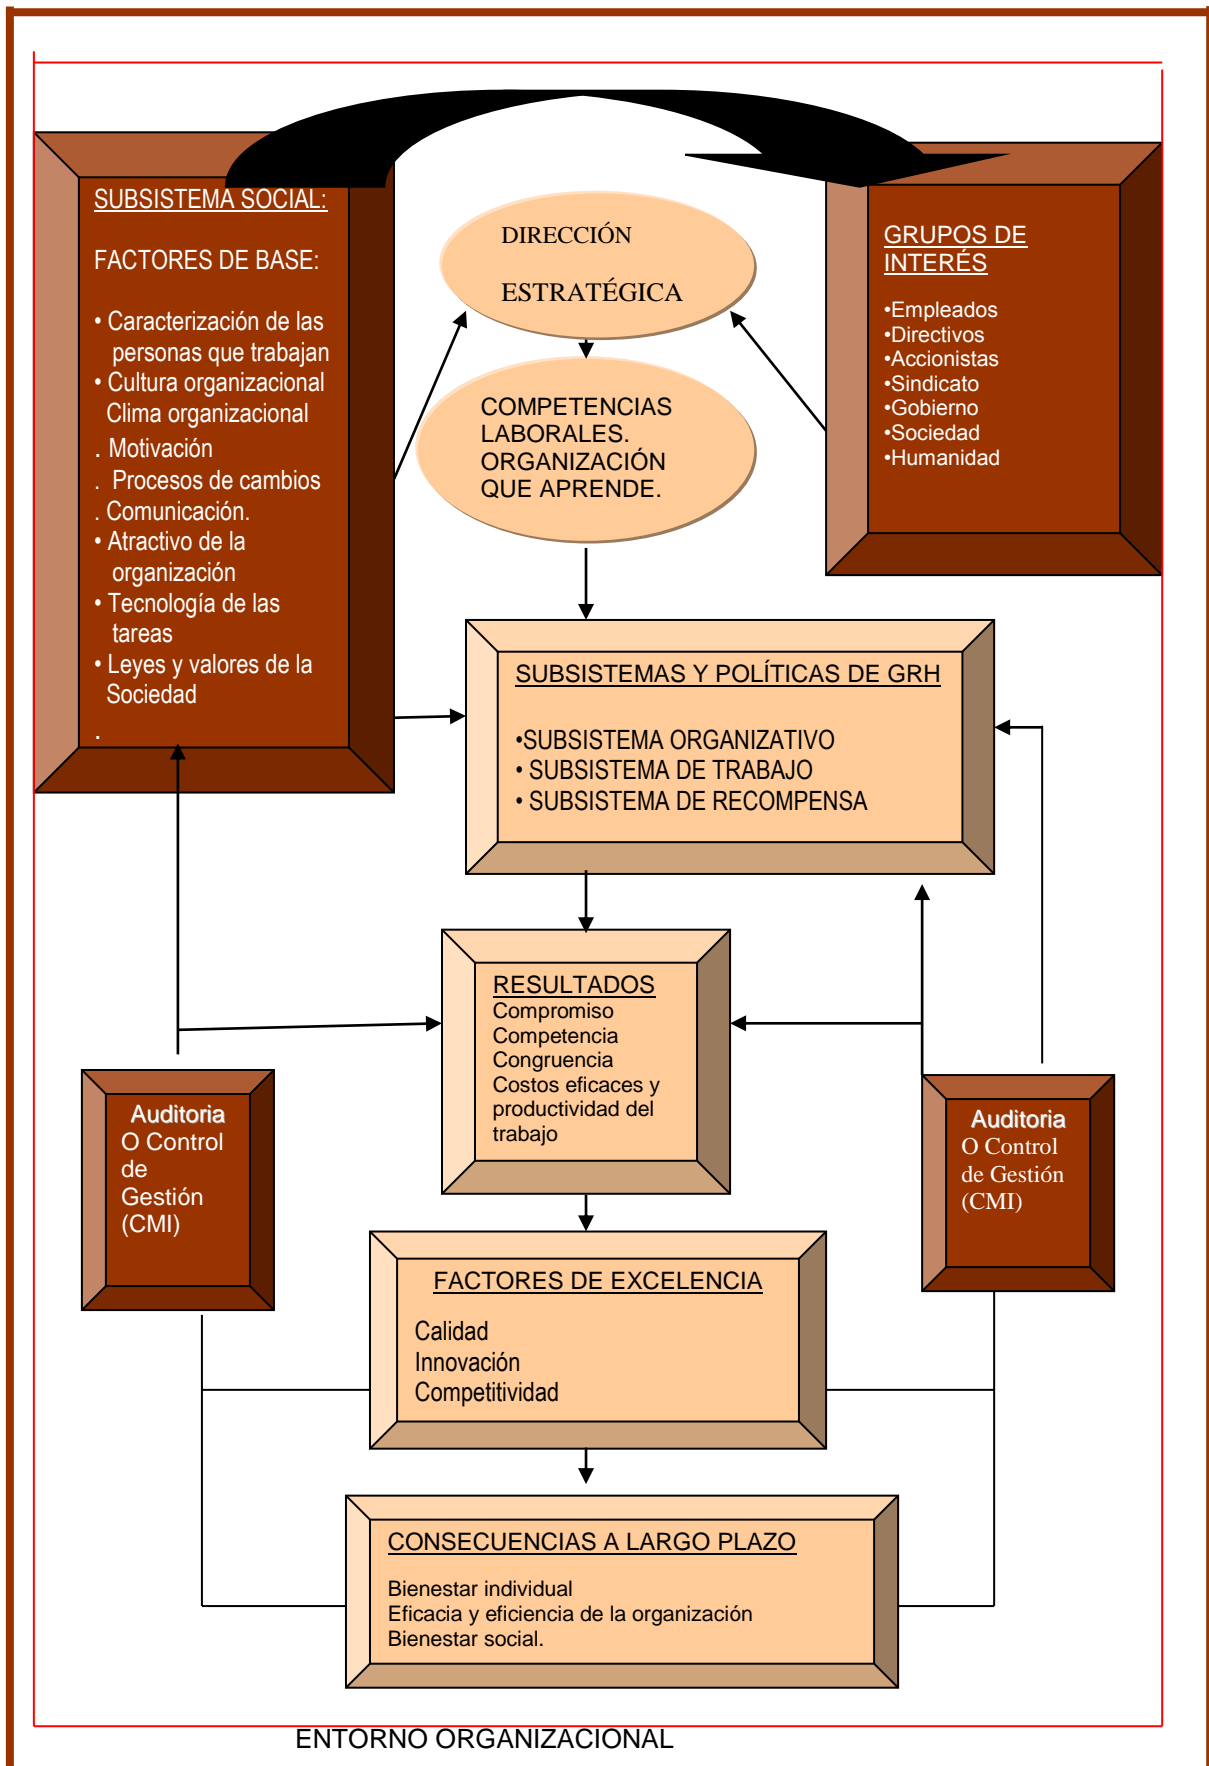 SUBSISTEMA SOCIAL:
FACTORES DE BASE:
• Caracterización de las
personas que trabajan
• Cultura organizacional
Clima organizacional
. Motivación
. Procesos de cambios
. Comunicación.
• Atractivo de la
organización
• Tecnología de las
tareas
• Leyes y valores de la
Sociedad
.
DIRECCIÓN
ESTRATÉGICA
COMPETENCIAS
LABORALES.
ORGANIZACIÓN
QUE APRENDE.
GRUPOS DE
INTERÉS
•Empleados
•Directivos
•Accionistas
•Sindicato
•Gobierno
•Sociedad
•Humanidad
SUBSISTEMAS Y POLÍTICAS DE GRH
•SUBSISTEMA ORGANIZATIVO
• SUBSISTEMA DE TRABAJO
• SUBSISTEMA DE RECOMPENSA
RESULTADOS
Compromiso
Competencia
Congruencia
Costos eficaces y
productividad del
trabajo
Auditoria
O Control
de
Gestión
(CMI)
Auditoria
O Control
de Gestión
(CMI)
FACTORES DE EXCELENCIA
Calidad
Innovación
Competitividad
CONSECUENCIAS A LARGO PLAZO
Bienestar individual
Eficacia y eficiencia de la organización
Bienestar social.
ENTORNO ORGANIZACIONAL